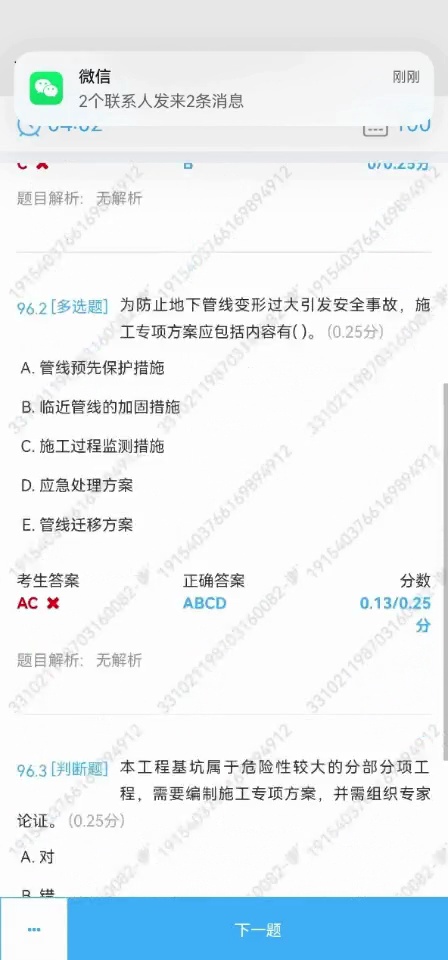 微信
刚刚
2个联系人发来2条消息
04:02
100
C ✖
B
0/0.25分
题目解析: 无解析
96.2 [多选题] 为防止地下管线变形过大引发安全事故，施
工专项方案应包括内容有( )。(0.25分)
A. 管线预先保护措施
B. 临近管线的加固措施
C. 施工过程监测措施
D. 应急处理方案
E. 管线迁移方案
考生答案
正确答案
分数
AC ✖
ABCD
0.13/0.25
分
题目解析: 无解析
96.3 [判断题] 本工程基坑属于危险性较大的分部分项工
程，需要编制施工专项方案，并需组织专家
论证。(0.25分)
A. 对
B. 错
下一题
331021198703160082-
1915403766169894912